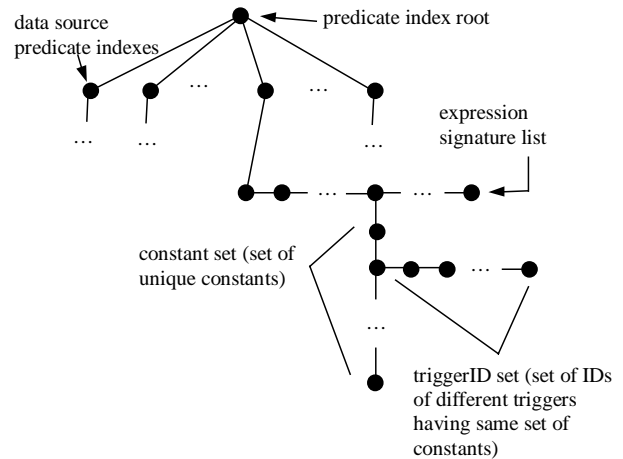 data source
predicate indexes
predicate index root
...
...
...
...
...
expression
signature list
...
...
constant set (set of
unique constants)
...
...
triggerID set (set of IDs
of different triggers
having same set of
constants)